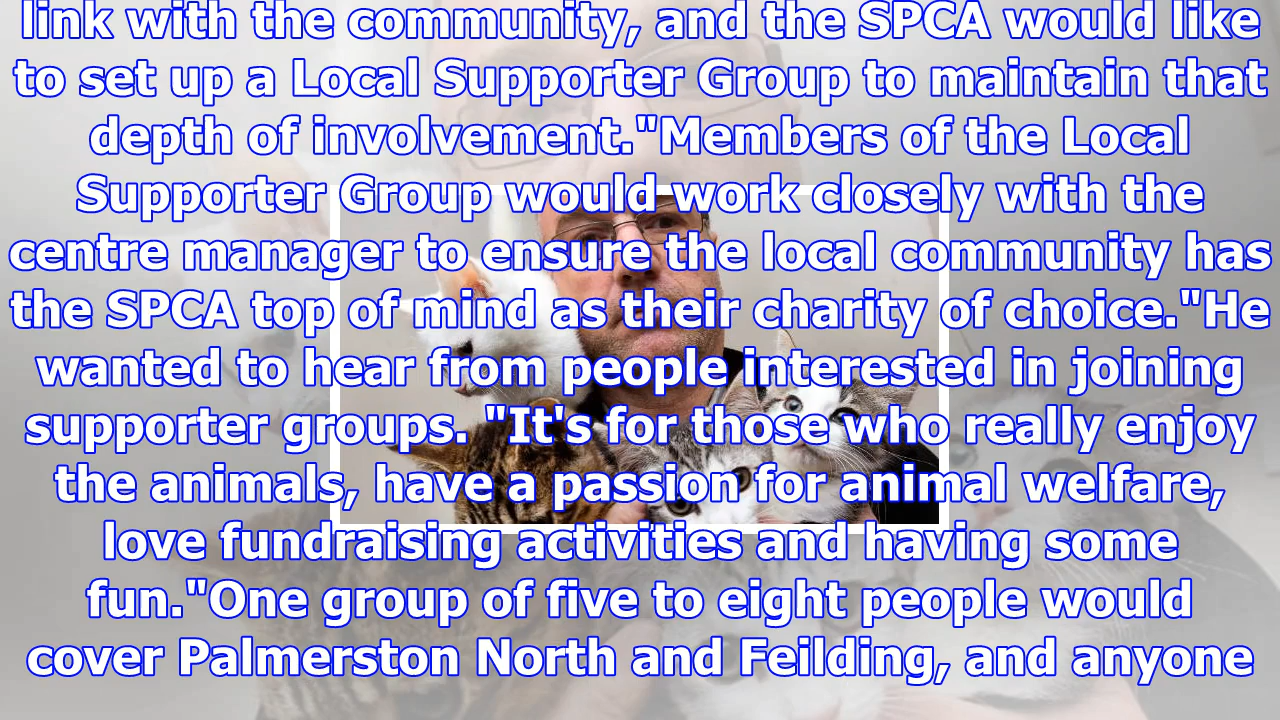 link with the community, and the SPCA would like
to set up a Local Supporter Group to maintain that
depth of involvement."Members of the Local
Supporter Group would work closely with the
centre manager to ensure the local community has
the SPCA top of mind as their charity of choice."He
wanted to hear from people interested in joining
supporter groups. "It's for those who really enjoy
the animals, have a passion for animal welfare,
love fundraising activities and having some
fun."One group of five to eight people would
cover Palmerston North and Feilding, and anyone